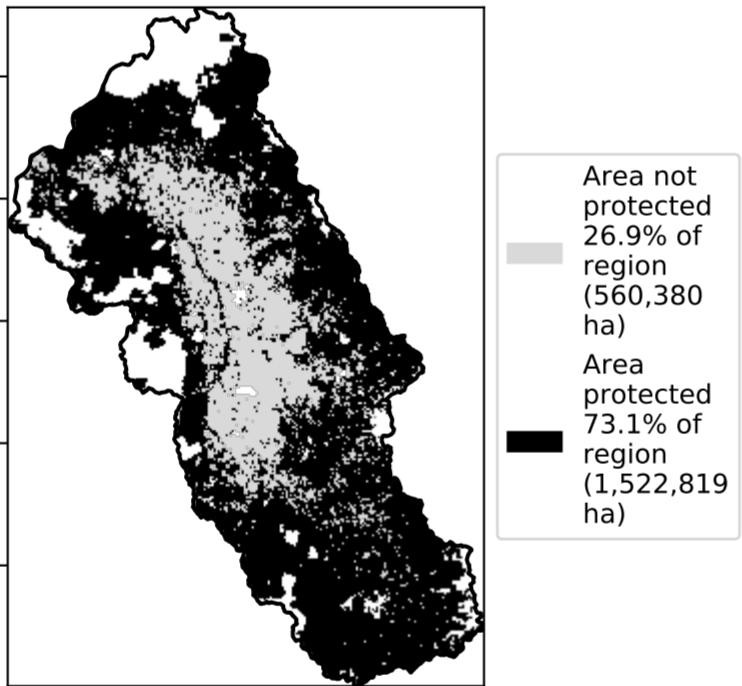 Area not
protected
26.9% of
region
(560,380
ha)
Area
protected
73.1% of
region
(1,522,819
ha)